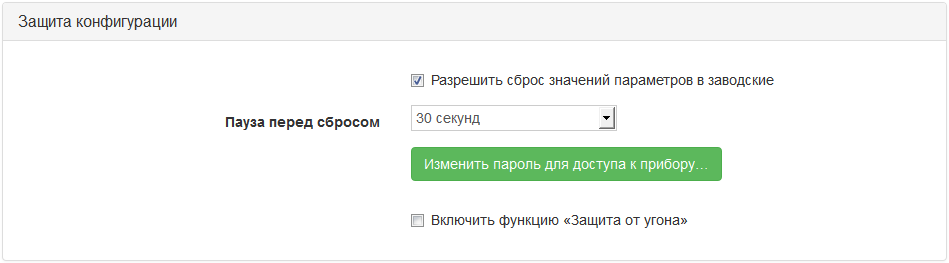 Защита конфигурации
Разрешить сброс значений параметров в заводские
Пауза перед сбросом 30 секунд
Изменить пароль для доступа к прибору...
Включить функцию «Защита от угона»